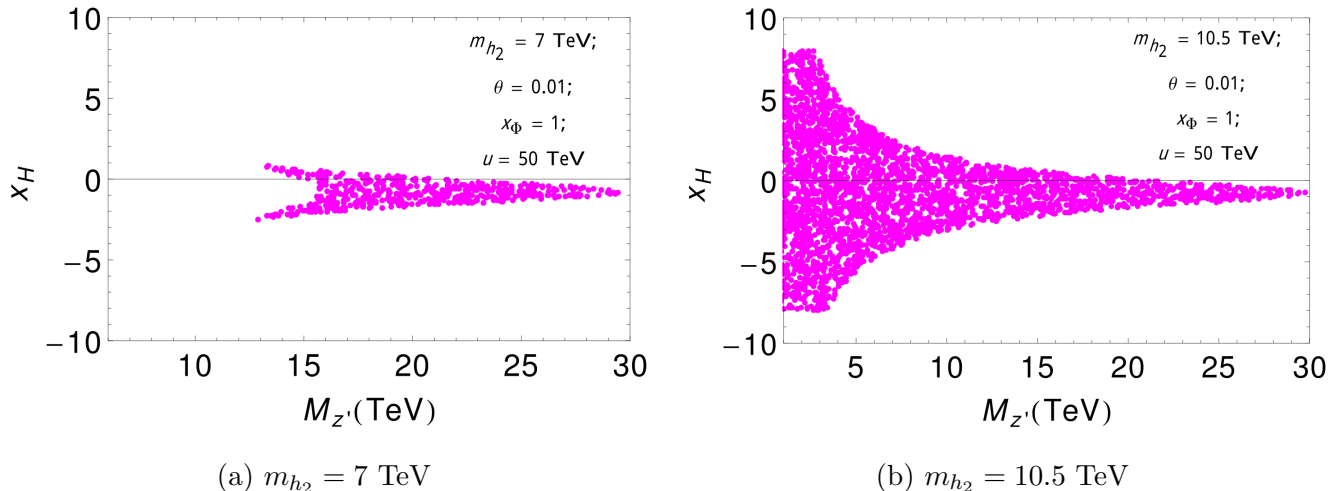 10
5
0
−5
−10
x_H
m_{h_2} = 7 TeV;
θ = 0.01;
x_Φ = 1;
u = 50 TeV
10 15 20 25 30
M_{z'}(TeV)
(a) m_{h_2} = 7 TeV
10
5
0
−5
−10
x_H
m_{h_2} = 10.5 TeV;
θ = 0.01;
x_Φ = 1;
u = 50 TeV
5 10 15 20 25 30
M_{z'}(TeV)
(b) m_{h_2} = 10.5 TeV